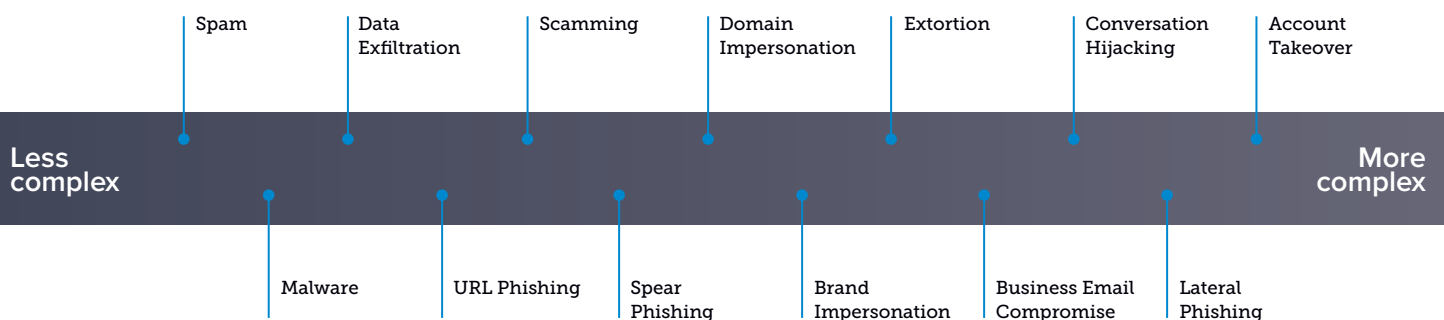 Spam
Data
Exfiltration
Scamming
Domain
Impersonation
Extortion
Conversation
Hijacking
Account
Takeover
Less
complex
More
complex
Malware
URL Phishing
Spear
Phishing
Brand
Impersonation
Business Email
Compromise
Lateral
Phishing